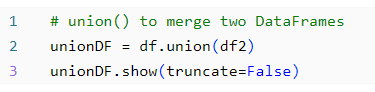 1 # union() to merge two DataFrames
2 unionDF = df.union(df2)
3 unionDF.show(truncate=False)